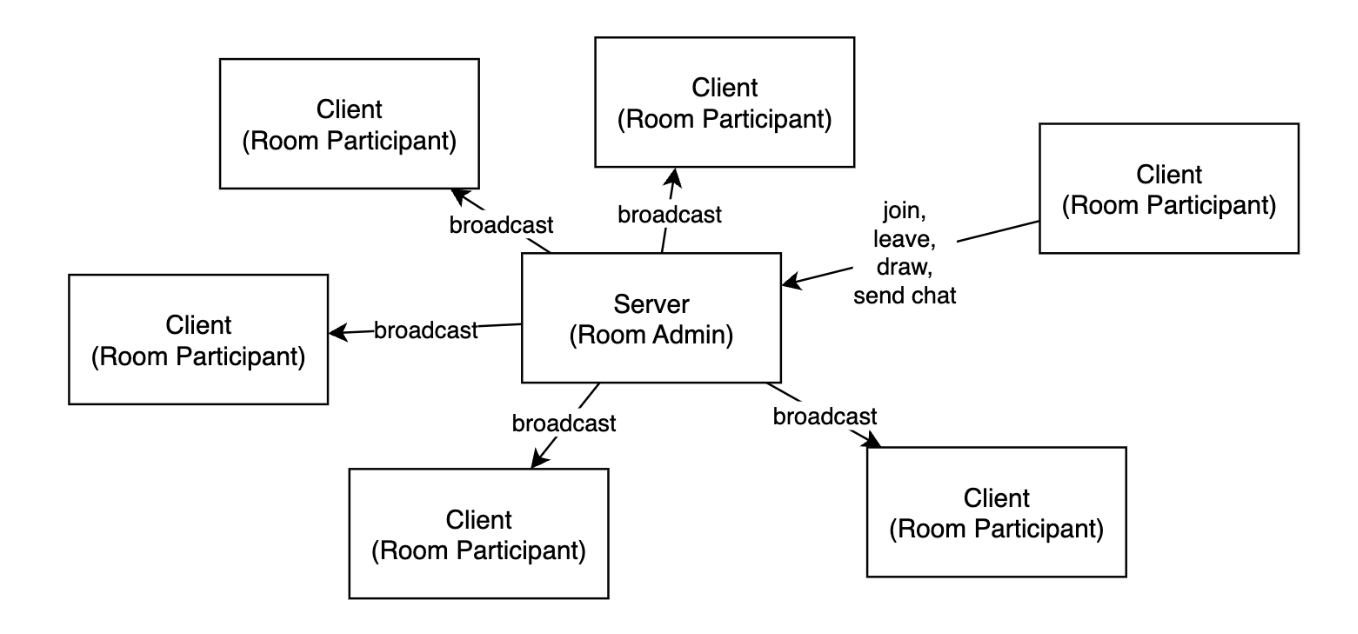 Client
(Room Participant)
Client
(Room Participant)
Client
(Room Participant)
broadcast
broadcast
join,
leave,
draw,
send chat
Client
(Room Participant)
broadcast
Server
(Room Admin)
broadcast
broadcast
Client
(Room Participant)
Client
(Room Participant)